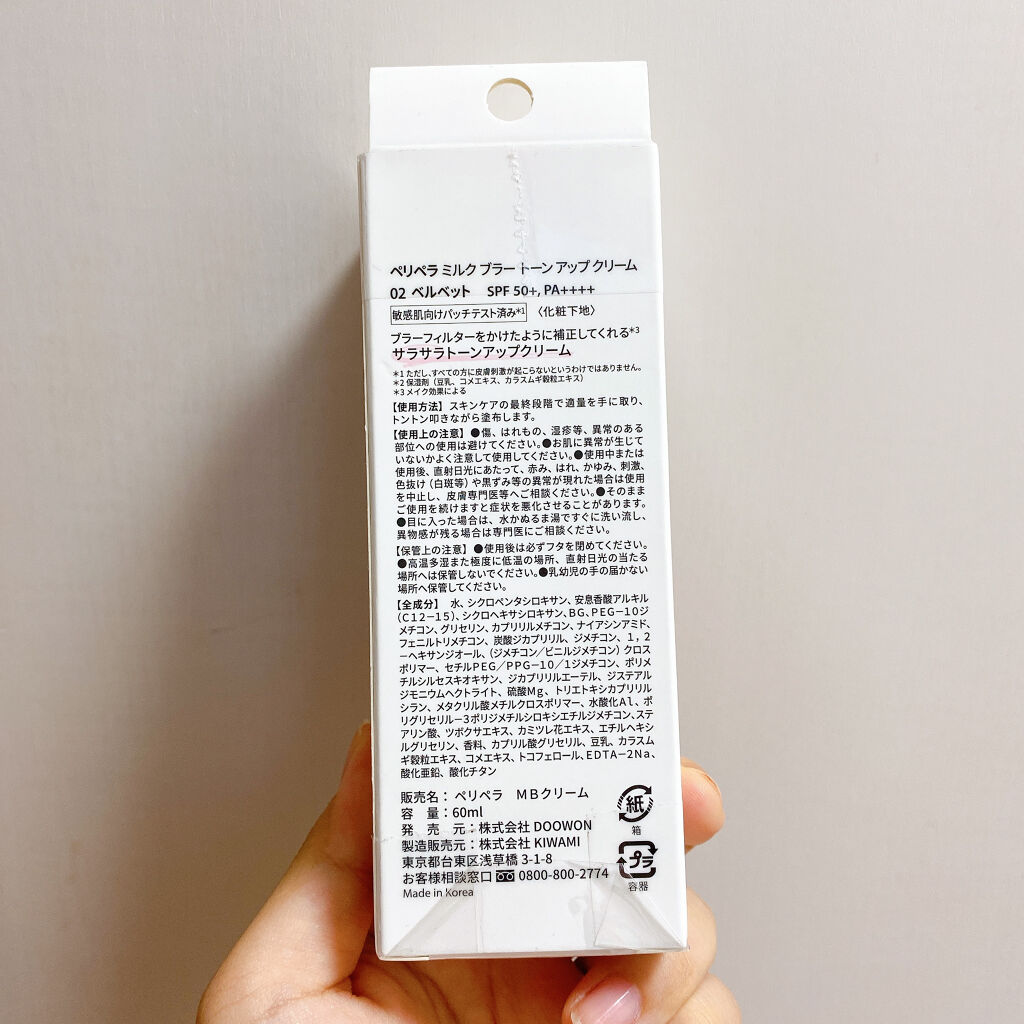 ペリペラ ミルク ブラー トーン アップ クリーム
02 ベルベット SPF 50+, PA++++
敏感肌向けパッチテスト済み*1 〈化粧下地〉
ブラーフィルターをかけたように補正してくれる*3
サラサラトーンアップクリーム
*1 ただし、すべての方に皮膚刺激が起こらないというわけではありません。
*2 保湿剤（豆乳、コメエキス、カラスムギ穀粒エキス）
*3 メイク効果による
【使用方法】スキンケアの最終段階で適量を手に取り、
トントン叩きながら塗布します。
【使用上の注意】●傷、はれもの、湿疹等、異常のある
部位への使用は避けてください。●お肌に異常が生じて
いないかよく注意して使用してください。●使用中または
使用後、直射日光にあたって、赤み、はれ、かゆみ、刺激、
色抜け（白斑等）や黒ずみ等の異常が現れた場合は使用
を中止し、皮膚専門医等へご相談ください。●そのまま
ご使用を続けますと症状を悪化させることがあります。
●目に入った場合は、水かぬるま湯ですぐに洗い流し、
異物感が残る場合は専門医にご相談ください。
【保管上の注意】●使用後は必ずフタを閉めてください。
●高温多湿また極度に低温の場所、直射日光の当たる
場所へは保管しないでください。●乳幼児の手の届かない
場所へ保管してください。
【全成分】 水、シクロペンタシロキサン、安息香酸アルキル
（C12－15）、シクロヘキサシロキサン、BG、PEG－10ジ
メチコン、グリセリン、カプリリルメチコン、ナイアシンアミド、
フェニルトリメチコン、炭酸ジカプリリル、ジメチコン、1，2
－ヘキサンジオール、（ジメチコン／ビニルジメチコン）クロス
ポリマー、セチルPEG／PPG－10／1ジメチコン、ポリメ
チルシルセスキオキサン、ジカプリリルエーテル、ジステアル
ジモニウムヘクトライト、硫酸Mg、トリエトキシカプリリル
シラン、メタクリル酸メチルクロスポリマー、水酸化Al、ポ
リグリセリル－3ポリジメチルシロキシエチルジメチコン、ステ
アリン酸、ツボクサエキス、カミツレ花エキス、エチルヘキシ
ルグリセリン、香料、カプリル酸グリセリル、豆乳、カラスム
ギ穀粒エキス、コメエキス、トコフェロール、EDTA－2Na、
酸化亜鉛、酸化チタン
販売名：ペリペラ ＭＢクリーム
容 量：60ml
発 売 元：株式会社 DOOWON
製造販売元：株式会社 KIWAMI
東京都台東区浅草橋 3-1-8
お客様相談窓口 0800-800-2774
Made in Korea
紙
箱
プラ
容器